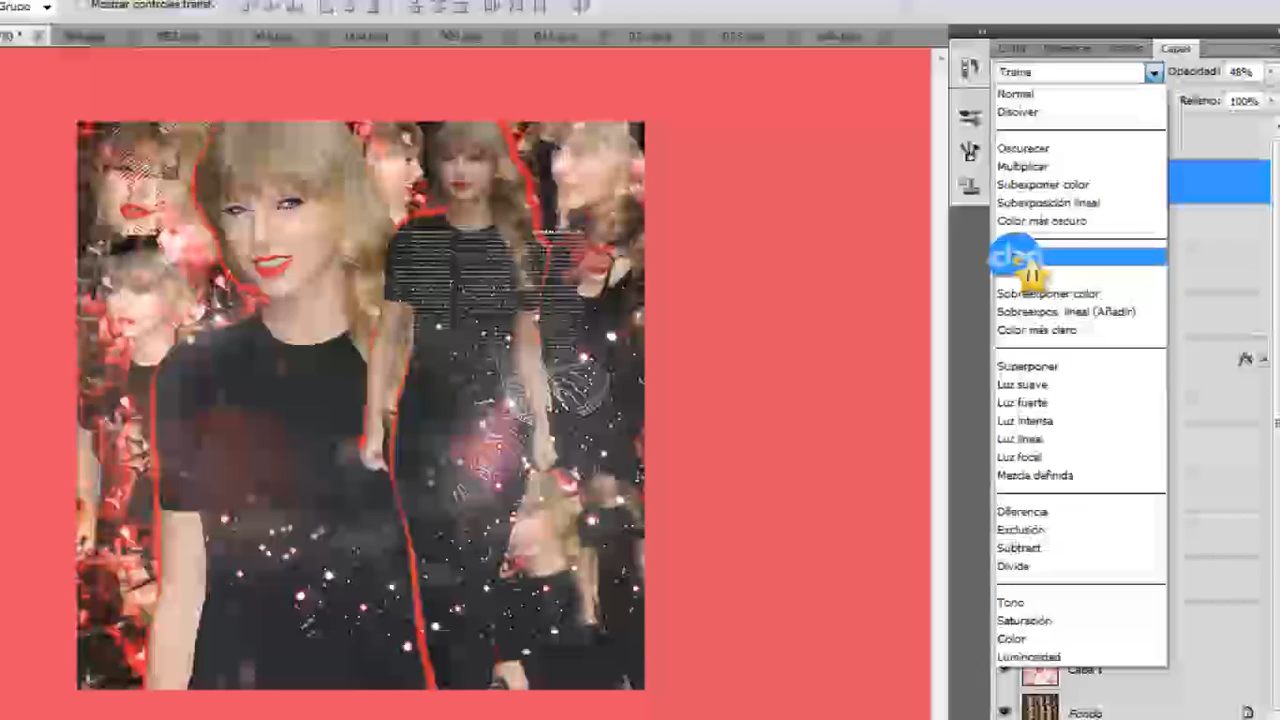 Grupo
Mostrar controles transf.
Capas
Trama
Opacidad: 48%
Normal
Disolver
Relleno: 100%
Oscurecer
Multiplicar
Subexponer color
Subexposición lineal
Color más oscuro
Sobreexponer color
Sobreexpos. lineal (Añadir)
Color más claro
fx
Superponer
Luz suave
Luz fuerte
Luz intensa
Luz lineal
Luz focal
Mezcla definida
Diferencia
Exclusión
Subtract
Divide
Tono
Saturación
Color
Luminosidad
Capa 1
Fondo